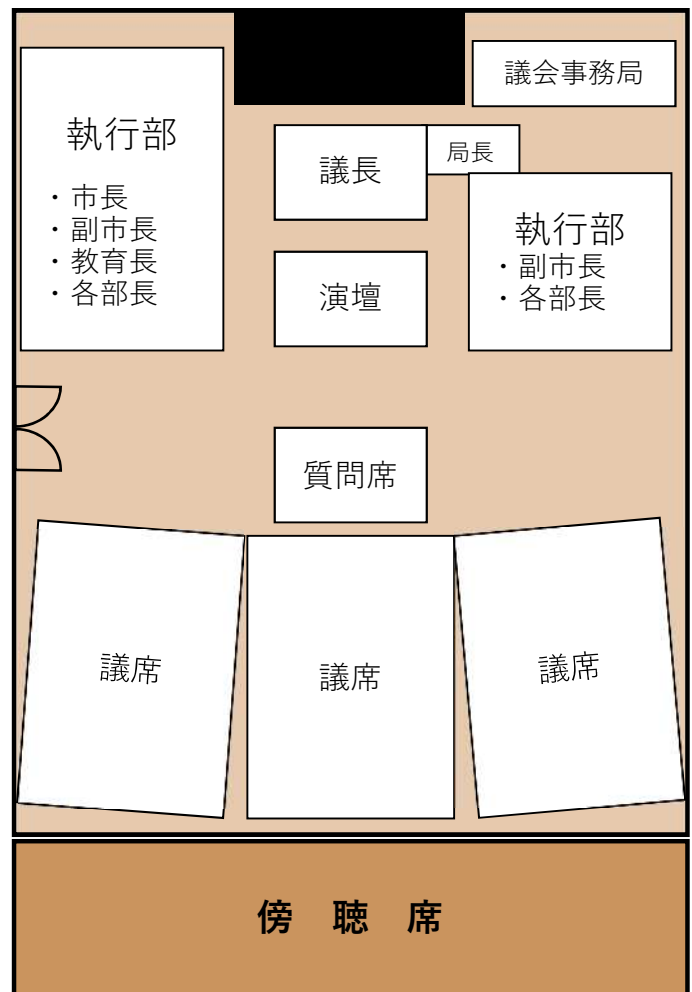 議会事務局
執行部
・市長
・副市長
・教育長
・各部長
議長
局長
執行部
・副市長
・各部長
演壇
質問席
議席
議席
議席
傍 聴 席